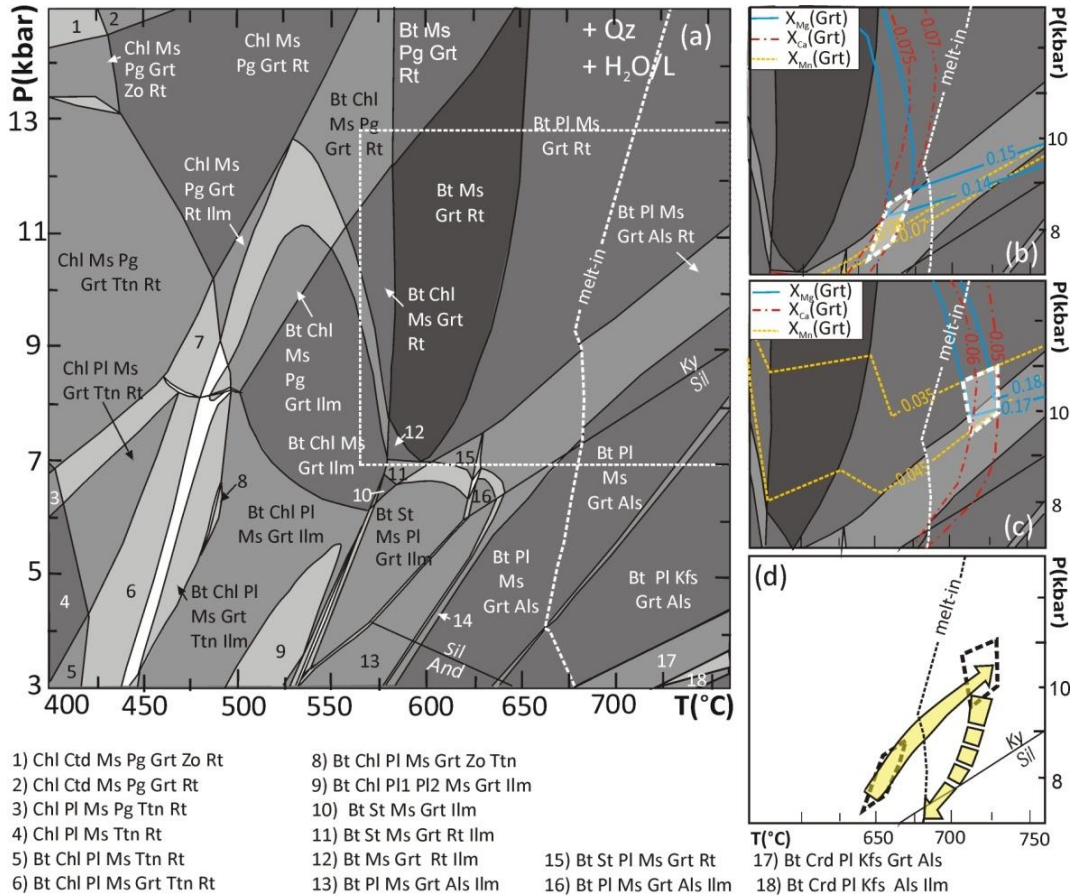 P(kbar)
13
11
9
7
5
3
400
450
500
550
600
650
700
T(°C)
(a)
+ Qz
+ H2O/L
1
2
Chl Ms
Pg Grt
Zo Rt
Chl Ms
Pg Grt Rt
Bt Ms
Pg Grt
Rt
Bt Chl
Ms Pg
Grt Rt
Chl Ms
Pg Grt
Rt Ilm
Bt Pl Ms
Grt Rt
Bt Ms
Grt Rt
Bt Pl Ms
Grt Als Rt
melt-in
Chl Ms Pg
Grt Ttn Rt
7
Bt Chl
Ms
Pg
Grt Ilm
Bt Chl
Ms Grt
Rt
Chl Pl Ms
Grt Ttn Rt
Ky
Sil
12
Bt Chl Ms
Grt Ilm
15
11
16
10
8
3
Bt Pl
Ms
Grt Als
Bt Chl Pl
Ms Grt Ilm
Bt St
Ms Pl
Grt Ilm
Bt Pl
Ms
Grt Als
Bt Pl Kfs
Grt Als
4
6
Bt Chl Pl
Ms Grt
Ttn Ilm
14
5
9
13
Sil
And
17
18
(b)
XMg(Grt)
XCa(Grt)
XMn(Grt)
0.075
0.07
melt-in
0.15
0.14
0.07
P(kbar)
10
8
(c)
XMg(Grt)
XCa(Grt)
XMn(Grt)
melt-in
0.06
0.05
0.035
0.18
0.17
0.045
P(kbar)
10
8
(d)
melt-in
Ky
Sil
P(kbar)
10
8
T(°C)
650
700
750
1) Chl Ctd Ms Pg Grt Zo Rt
2) Chl Ctd Ms Pg Grt Rt
3) Chl Pl Ms Pg Ttn Rt
4) Chl Pl Ms Ttn Rt
5) Bt Chl Pl Ms Ttn Rt
6) Bt Chl Pl Ms Grt Ttn Rt
8) Bt Chl Pl Ms Grt Zo Ttn
9) Bt Chl Pl1 Pl2 Ms Grt Ilm
10) Bt St Ms Grt Ilm
11) Bt St Ms Grt Rt Ilm
12) Bt Ms Grt Rt Ilm
13) Bt Pl Ms Grt Als Ilm
15) Bt St Pl Ms Grt Rt
16) Bt Pl Ms Grt Als Ilm
17) Bt Crd Pl Kfs Grt Als
18) Bt Crd Pl Kfs Als Ilm